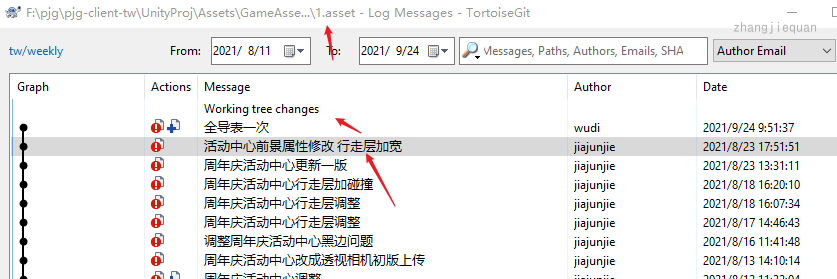 F:\pjg\pjg-client-tw\UnityProj\Assets\GameAsse...\1.asset - Log Messages - TortoiseGit
zhangjiequan
tw/weekly From: 2021/ 8/11 To: 2021/ 9/24 Messages, Paths, Authors, Emails, SHA Author Email
Graph Actions Message Author Date
Working tree changes
全导表一次 wudi 2021/9/24 9:51:37
活动中心前景属性修改 行走层加宽 jiajunjie 2021/8/23 17:51:51
周年庆活动中心更新一版 jiajunjie 2021/8/23 13:31:11
周年庆活动中心行走层加碰撞 jiajunjie 2021/8/18 16:20:10
周年庆活动中心行走层调整 jiajunjie 2021/8/18 16:07:34
周年庆活动中心行走层调整 jiajunjie 2021/8/17 14:46:43
调整周年庆活动中心黑边问题 jiajunjie 2021/8/16 11:41:48
周年庆活动中心改成透视相机初版上传 jiajunjie 2021/8/13 14:10:14
周年庆活动中心调整 jiajunjie